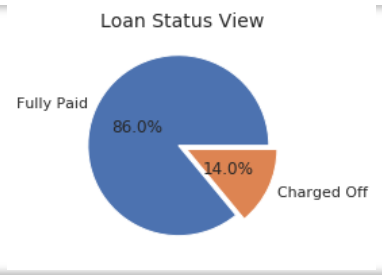 Loan Status View
Fully Paid
86.0%
14.0%
Charged Off